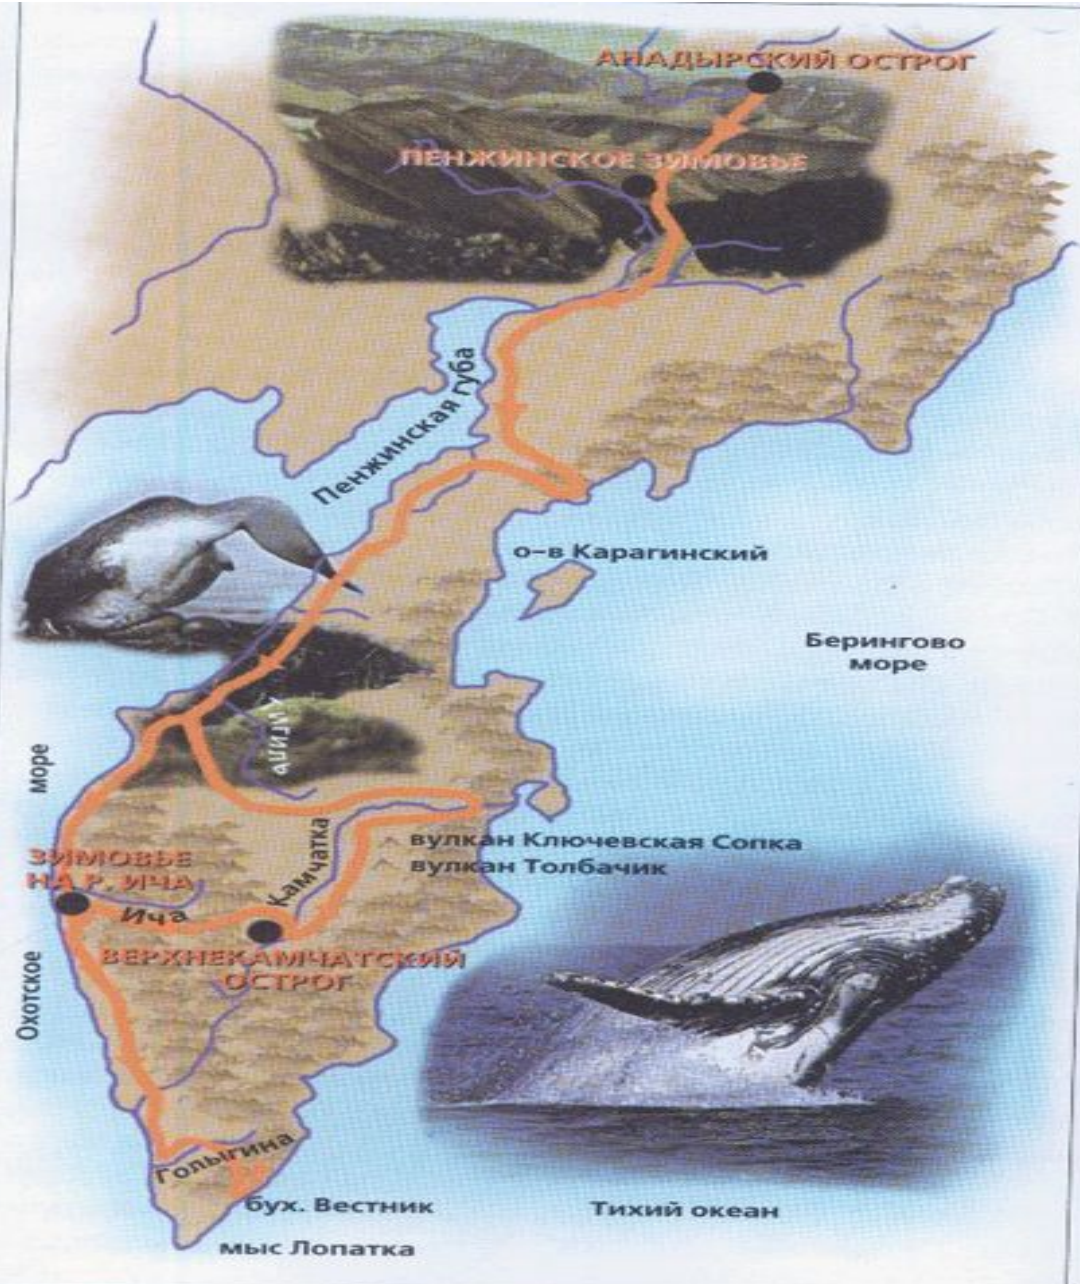 АНАДЫРСКИЙ ОСТРОГ
ПЕНЖИНСКОЕ ЗИМОВЬЕ
Пенжинская губа
о-в Карагинский
Берингово
море
Тигиль
море
Охотское
вулкан Ключевская Сопка
вулкан Толбачик
Камчатка
ЗИМОВЬЕ
НА Р. ИЧА
Ича
ВЕРХНЕКАМЧАТСКИЙ
ОСТРОГ
Голыгина
бух. Вестник
Тихий океан
мыс Лопатка